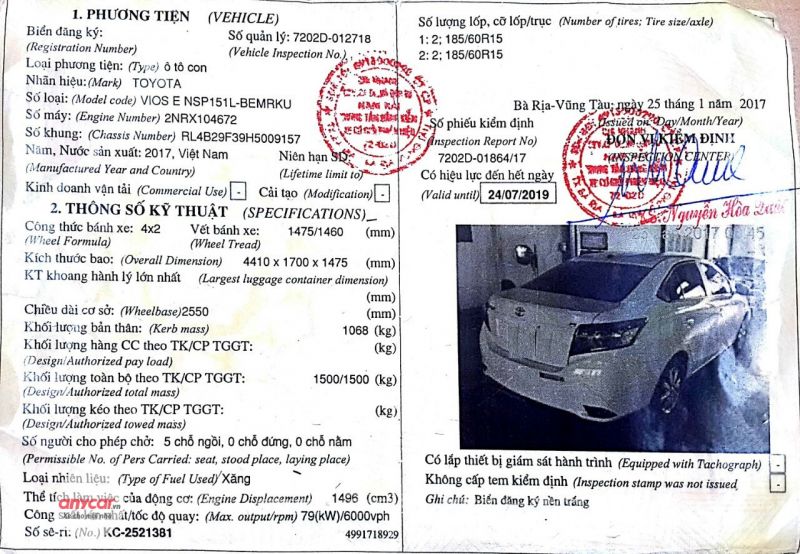 1. PHƯƠNG TIỆN (VEHICLE)
Biển đăng ký: Số quản lý: 7202D-012718
(Registration Number) (Vehicle Inspection No.)
Loại phương tiện: (Type) ô tô con
Nhãn hiệu: (Mark) TOYOTA
Số loại: (Model code) VIOS E NSP151L-BEMRKU
Số máy: (Engine Number) 2NRX104672
Số khung: (Chassis Number) RL4B29F39H5009157
Năm, Nước sản xuất: 2017, Việt Nam Niên hạn SD:
(Manufactured Year and Country) (Lifetime limit to)
Kinh doanh vận tải (Commercial Use) - Cải tạo (Modification) -
2. THÔNG SỐ KỸ THUẬT (SPECIFICATIONS)
Công thức bánh xe: 4x2 Vết bánh xe: 1475/1460 (mm)
(Wheel Formula) (Wheel Tread)
Kích thước bao: (Overall Dimension) 4410 x 1700 x 1475 (mm)
KT khoang hành lý lớn nhất (Largest luggage container dimension)
(mm)
Chiều dài cơ sở: (Wheelbase) 2550 (mm)
Khối lượng bản thân: (Kerb mass) 1068 (kg)
Khối lượng hàng CC theo TK/CP TGGT: (kg)
(Design/Authorized pay load)
Khối lượng toàn bộ theo TK/CP TGGT: 1500/1500 (kg)
(Design/Authorized total mass)
Khối lượng kéo theo TK/CP TGGT: (kg)
(Design/Authorized towed mass)
Số người cho phép chở: 5 chỗ ngồi, 0 chỗ đứng, 0 chỗ nằm
(Permissible No. of Pers Carried: seat, stood place, laying place)
Loại nhiên liệu: (Type of Fuel Used) Xăng
Thể tích làm việc của động cơ: (Engine Displacement) 1496 (cm3)
anycar.vn
Công suất lớn nhất/tốc độ quay: (Max. output/rpm) 79(kW)/6000vph
Số sê-ri: (No.) KC-2521381 4991718929
Số lượng lốp, cỡ lốp/trục (Number of tires; Tire size/axle)
1: 2; 185/60R15
2: 2; 185/60R15
Bà Rịa-Vũng Tàu, ngày 25 tháng 1 năm 2017
(Issued on: Day/Month/Year)
Số phiếu kiểm định ĐƠN VỊ KIỂM ĐỊNH
(Inspection Report No) (INSPECTION CENTER)
7202D-01864/17
Có hiệu lực đến hết ngày
(Valid until) 24/07/2019
Nguyễn Hòa
2017
TOYOTA
Có lắp thiết bị giám sát hành trình (Equipped with Tachograph) -
Không cấp tem kiểm định (Inspection stamp was not issued) -
Ghi chú: Biển đăng ký nền trắng